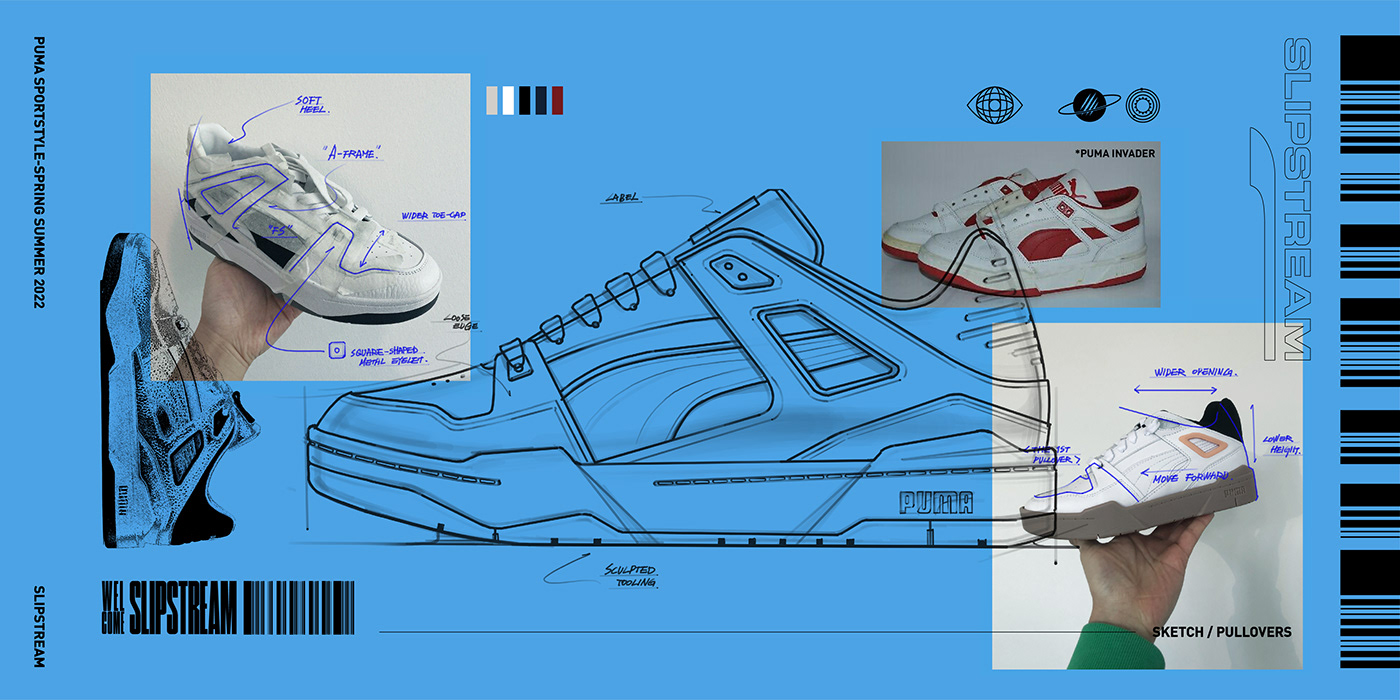 PUMA SPORTSTYLE-SPRING SUMMER 2022
SLIPSTREAM
SOFT
HEEL.
"A-FRAME."
WIDER TOE-CAP
"FS"
LOOSE
EDGE
SQUARE-SHAPED
METAL EYELET.
LABEL
*PUMA INVADER
SLIPSTREAM
WIDER OPENING.
LOWER
HEIGHT.
<THE 1ST
PULLOVER>
MOVE FORWARD.
PUMA
SCULPTED
TOOLING
WEL
COME
SLIPSTREAM
SKETCH / PULLOVERS